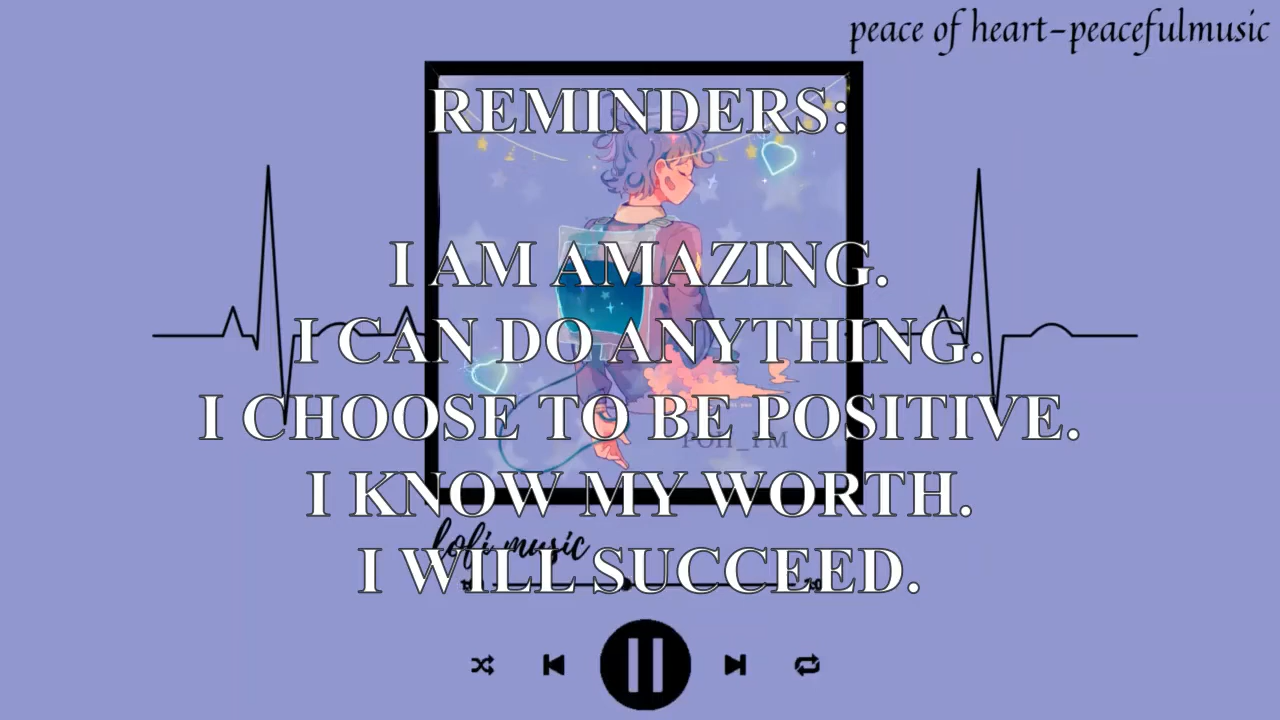 peace of heart-peacefulmusic
REMINDERS:
I AM AMAZING.
I CAN DO ANYTHING.
I CHOOSE TO BE POSITIVE.
POH_FM
I KNOW MY WORTH.
lofi music
I WILL SUCCEED.